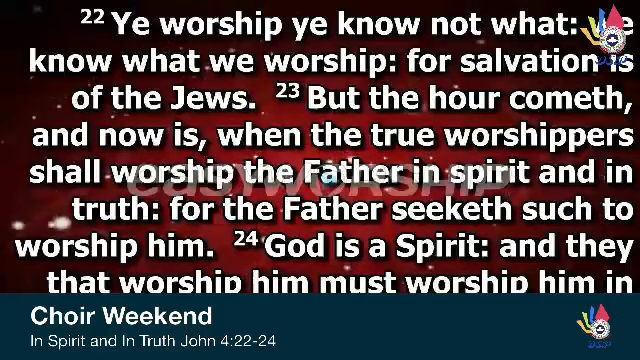 22 Ye worship ye know not what: we
know what we worship: for salvation is
of the Jews. 23 But the hour cometh,
and now is, when the true worshippers
shall worship the Father in spirit and in
truth: for the Father seeketh such to
worship him. 24 God is a Spirit: and they
that worship him must worship him in
EASYWORSHIP
Choir Weekend
In Spirit and In Truth John 4:22-24